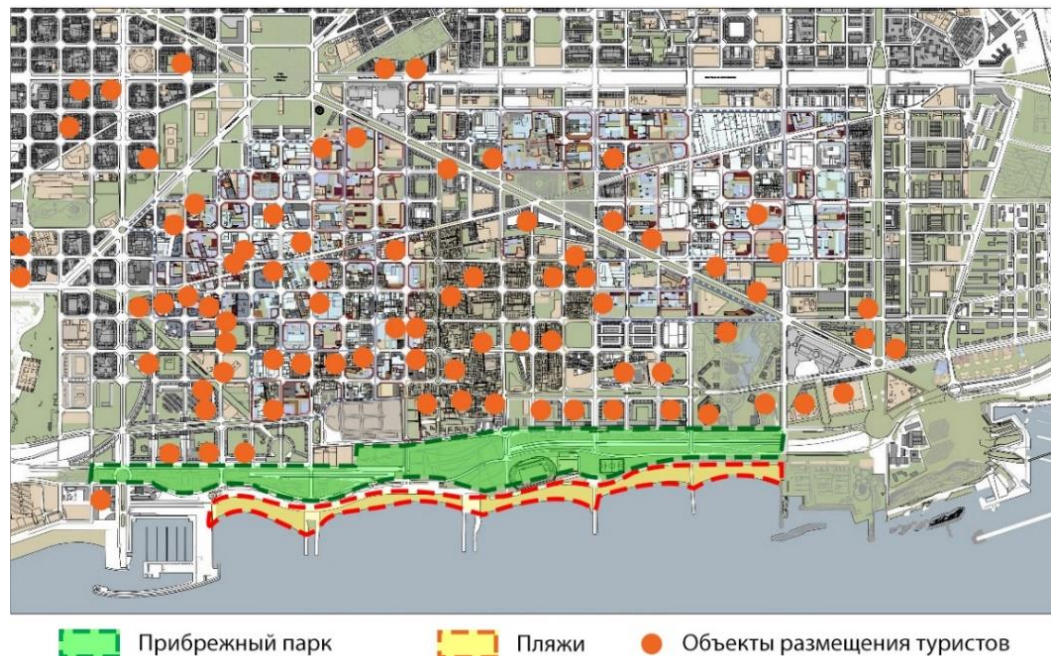 Прибрежный парк
Пляжи
Объекты размещения туристов